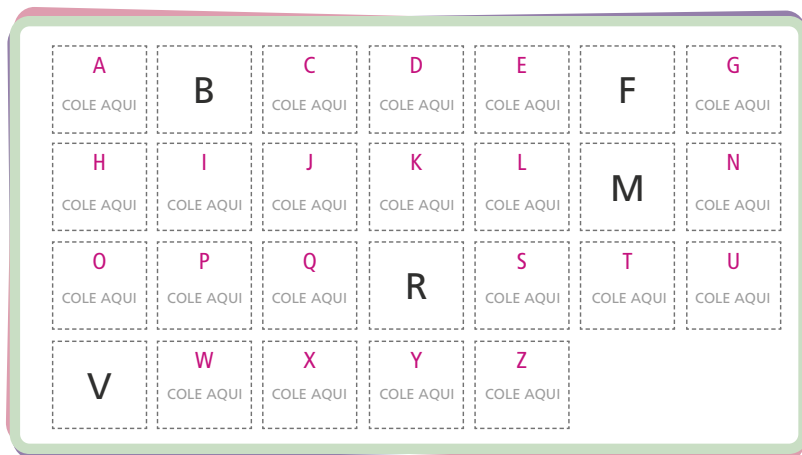 A B C D E F G
COLE AQUI COLE AQUI COLE AQUI COLE AQUI COLE AQUI
H I J K L M N
COLE AQUI COLE AQUI COLE AQUI COLE AQUI COLE AQUI COLE AQUI
O P Q R S T U
COLE AQUI COLE AQUI COLE AQUI COLE AQUI COLE AQUI COLE AQUI
V W X Y Z
COLE AQUI COLE AQUI COLE AQUI COLE AQUI